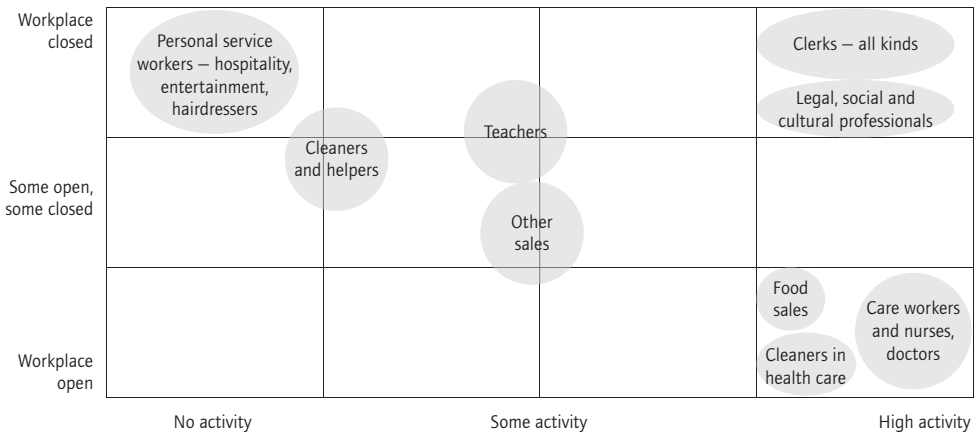 Workplace
closed
Personal service
workers — hospitality,
entertainment,
hairdressers
Clerks — all kinds
Legal, social and
cultural professionals
Teachers
Cleaners
and helpers
Some open,
some closed
Other
sales
Food
sales
Care workers
and nurses,
doctors
Cleaners in
health care
Workplace
open
No activity
Some activity
High activity